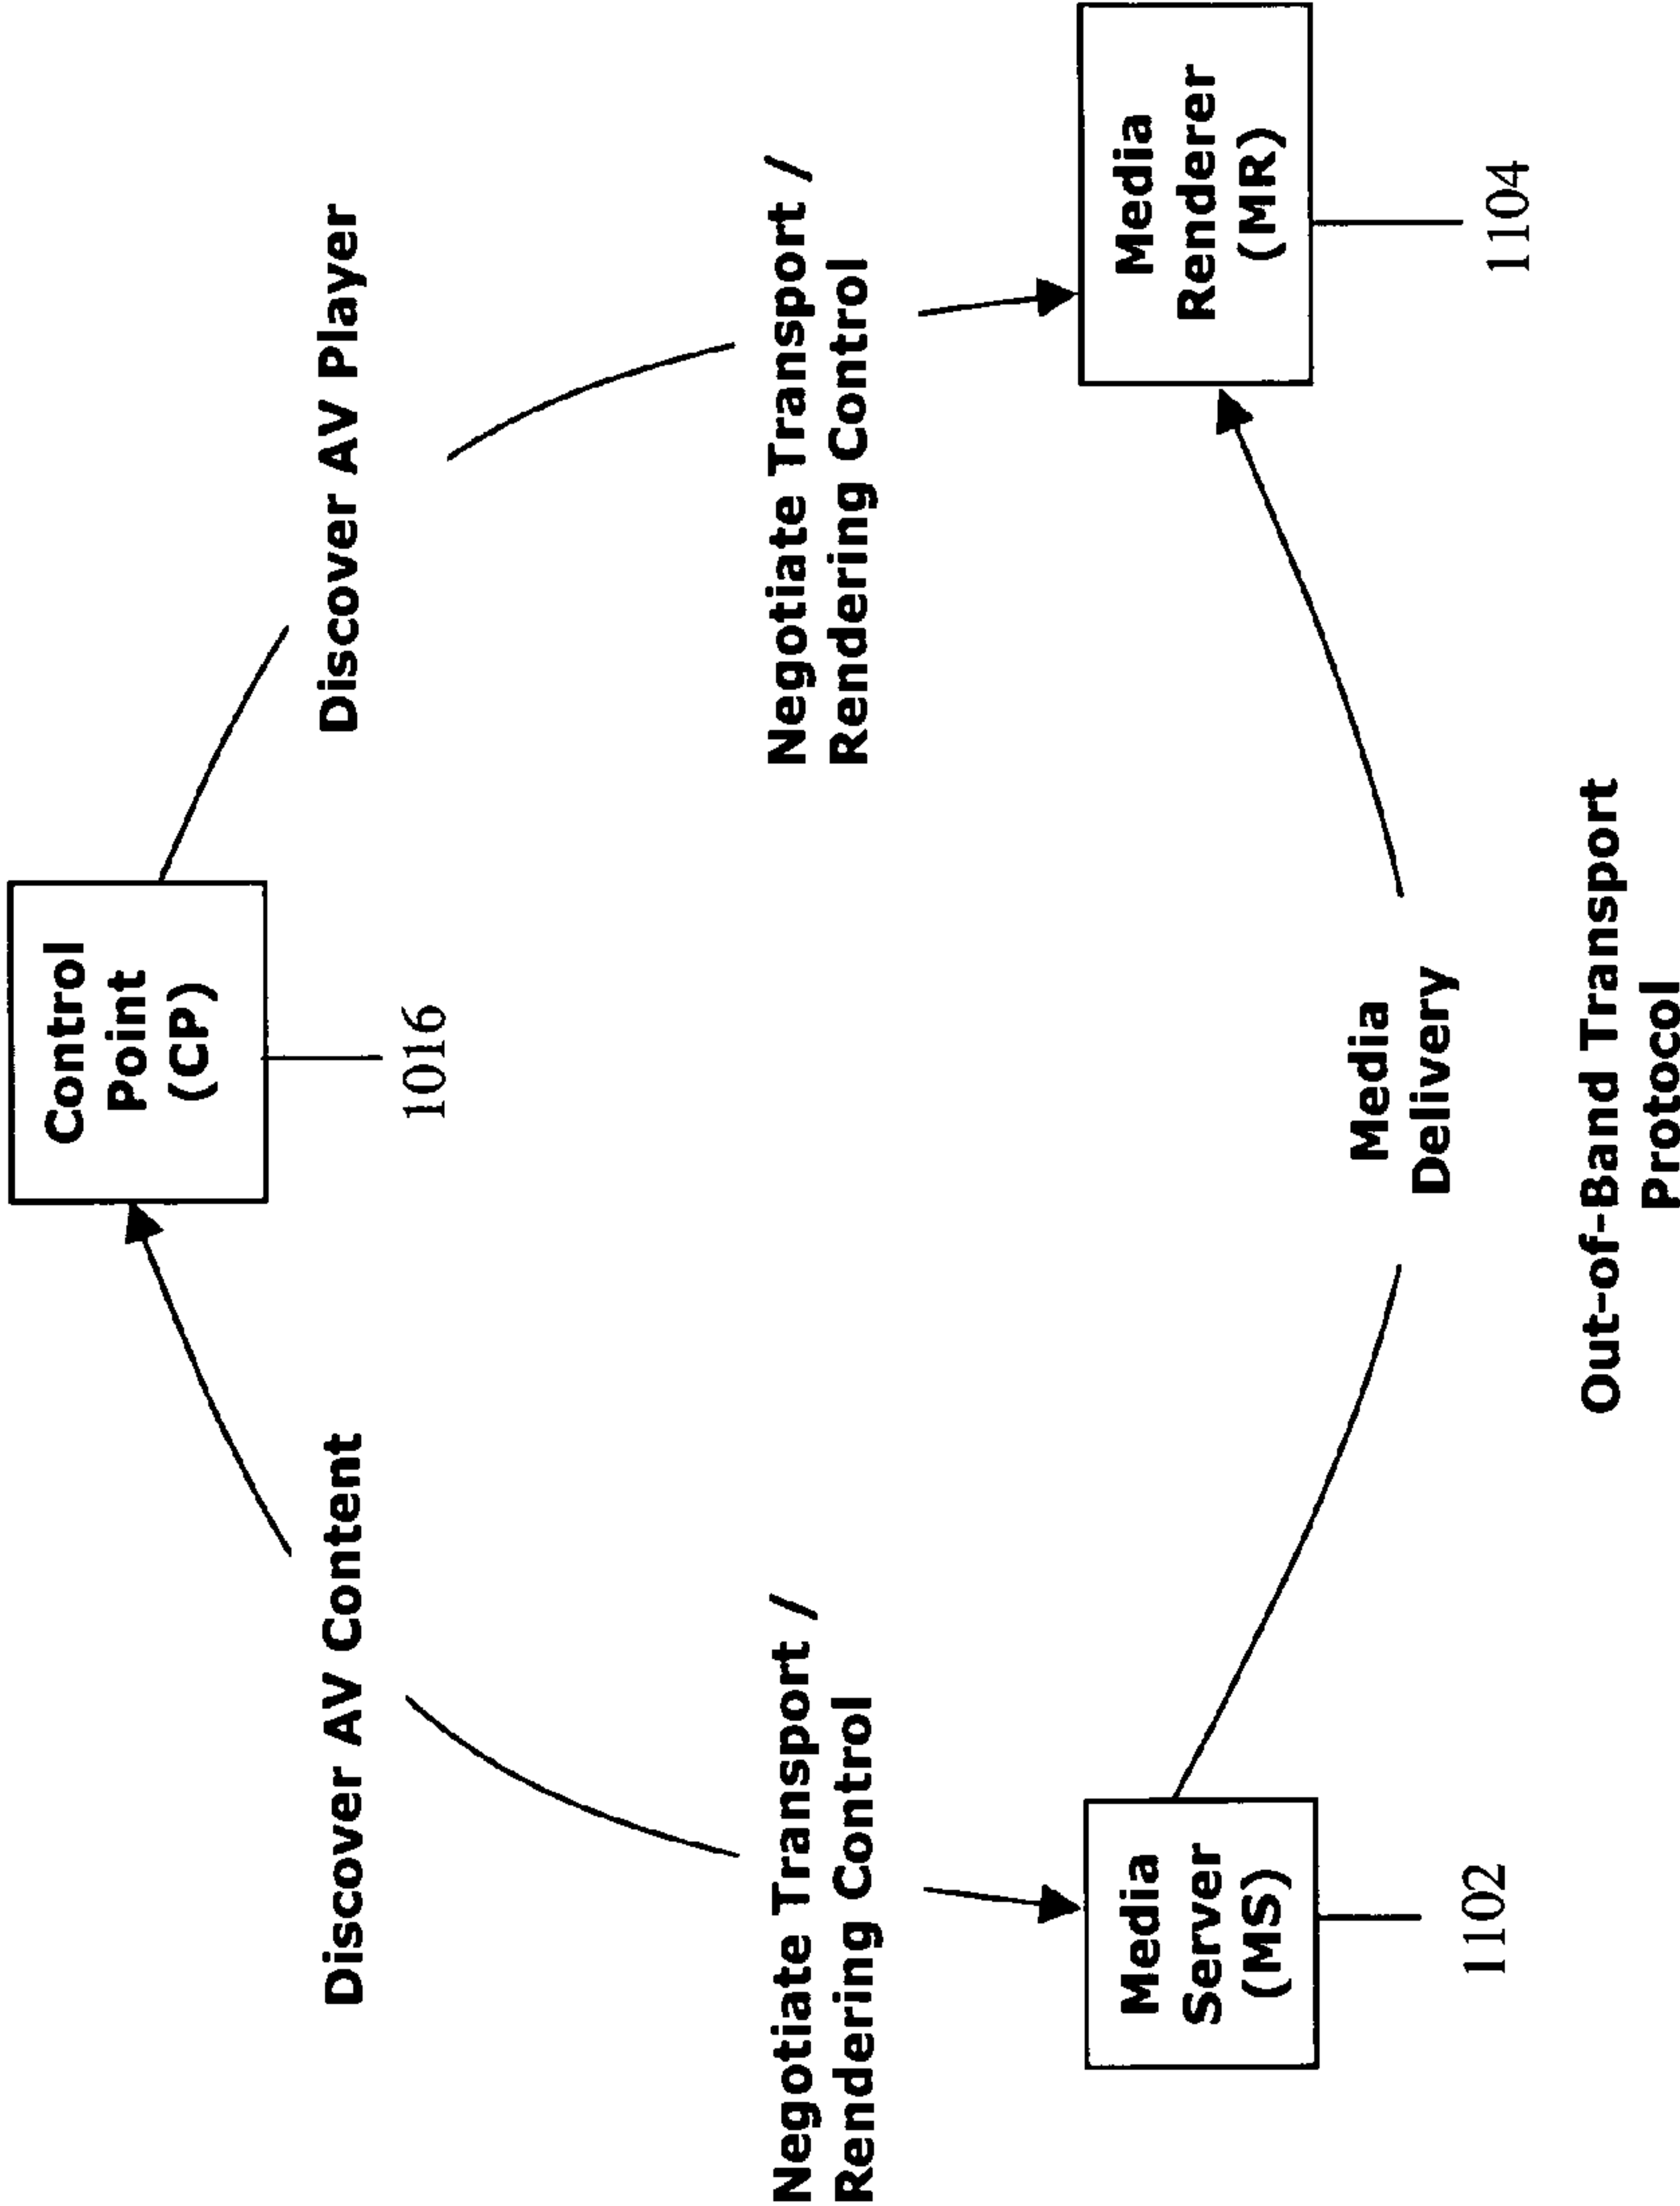 Control
Point
(CP)
1016
Discover AV Content
Discover AV Player
Negotiate Transport /
Rendering Control
Negotiate Transport /
Rendering Control
Media
Server
(MS)
1102
Media
Renderer
(MR)
1104
Media
Delivery
Out-of-Band Transport
Protocol